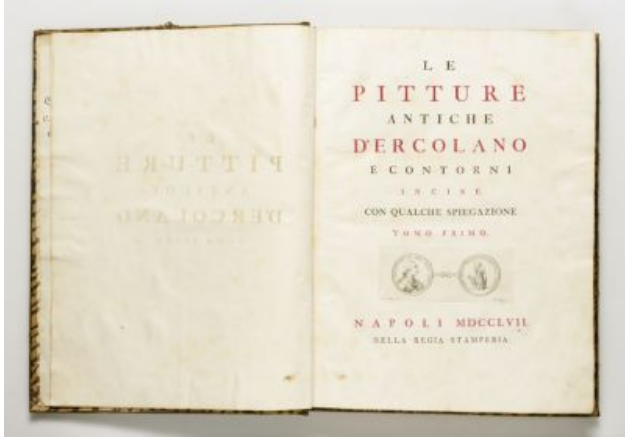 LE
PITTURE
ANTICHE
D'ERCOLANO
E CONTORNI
INCISE
CON QUALCHE SPIEGAZIONE
TOMO PRIMO.
NAPOLI MDCCLVII.
NELLA REGIA STAMPERIA